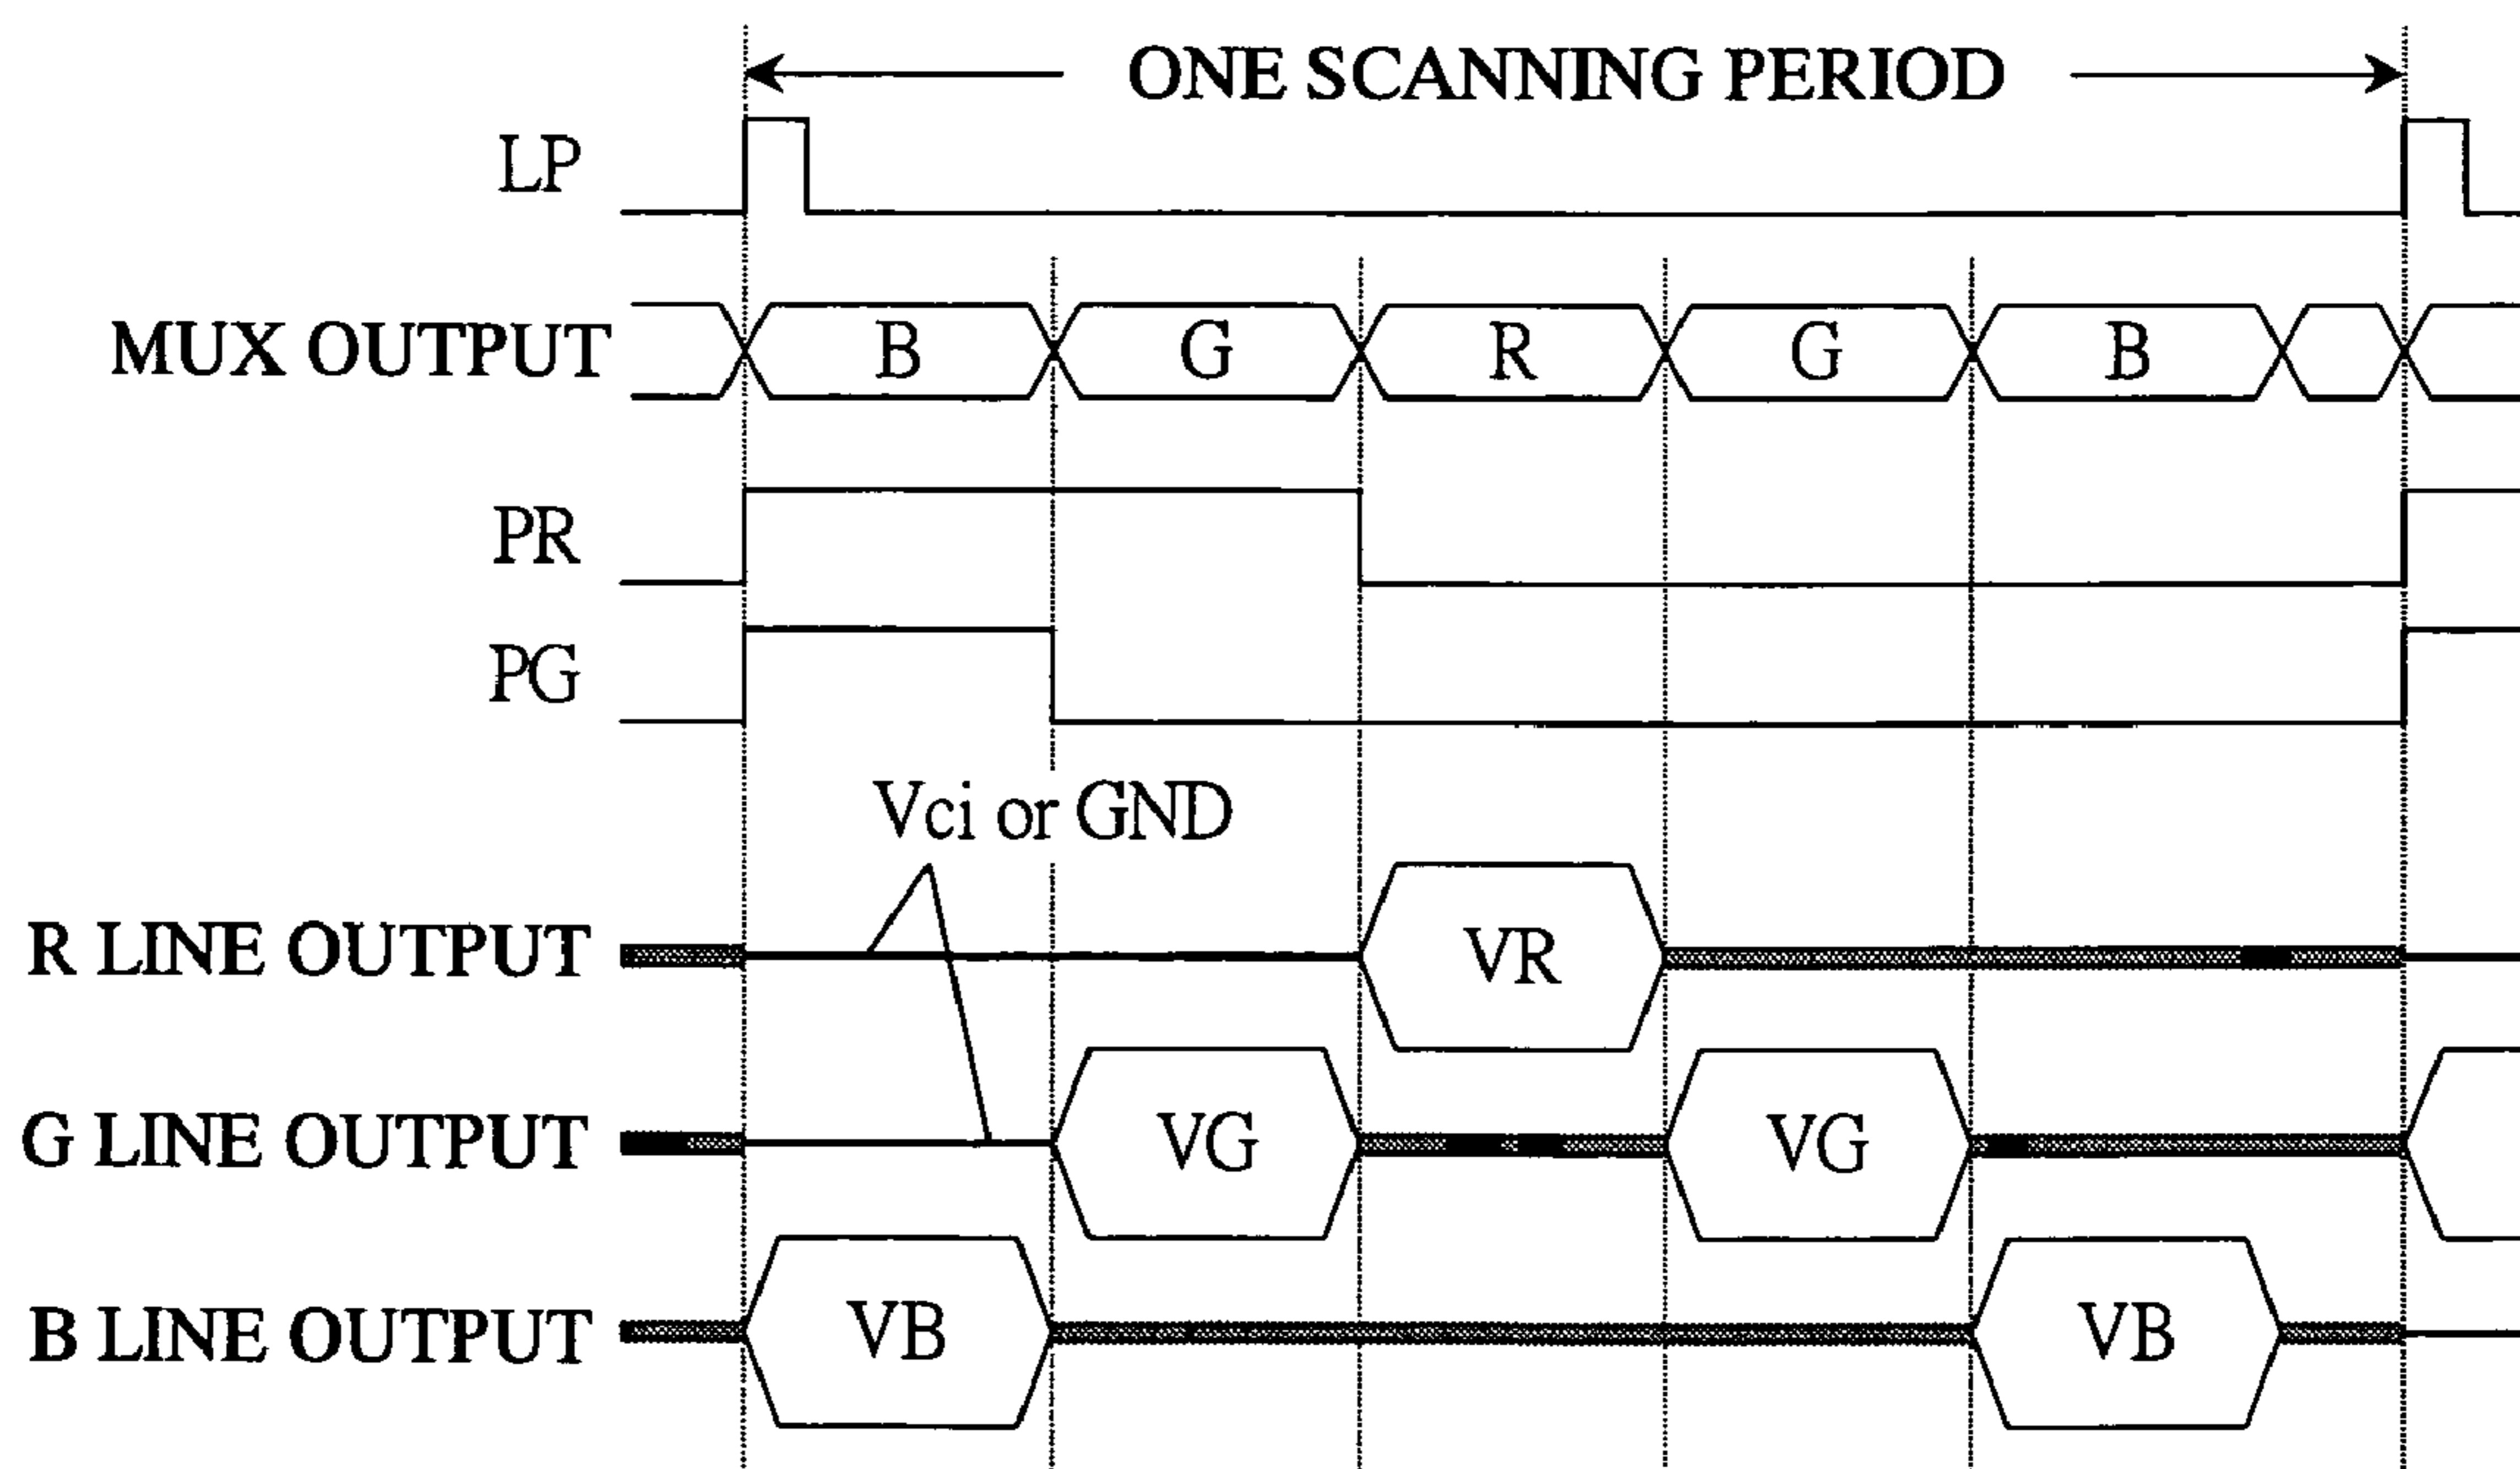 ONE SCANNING PERIOD
LP
MUX OUTPUT B G R G B
PR
PG
Vci or GND
R LINE OUTPUT VR
G LINE OUTPUT VG VG
B LINE OUTPUT VB VB